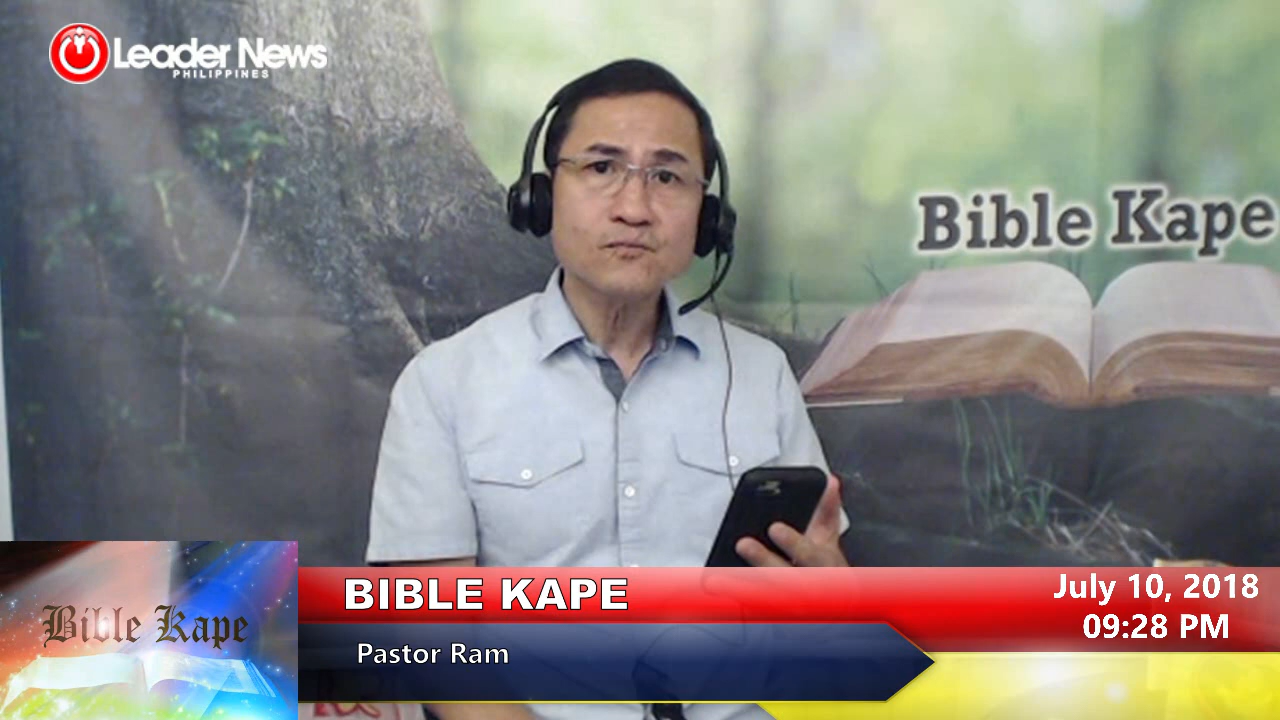 Leader News
PHILIPPINES
Bible Kape
Bible Kape
BIBLE KAPE
Pastor Ram
July 10, 2018
09:28 PM